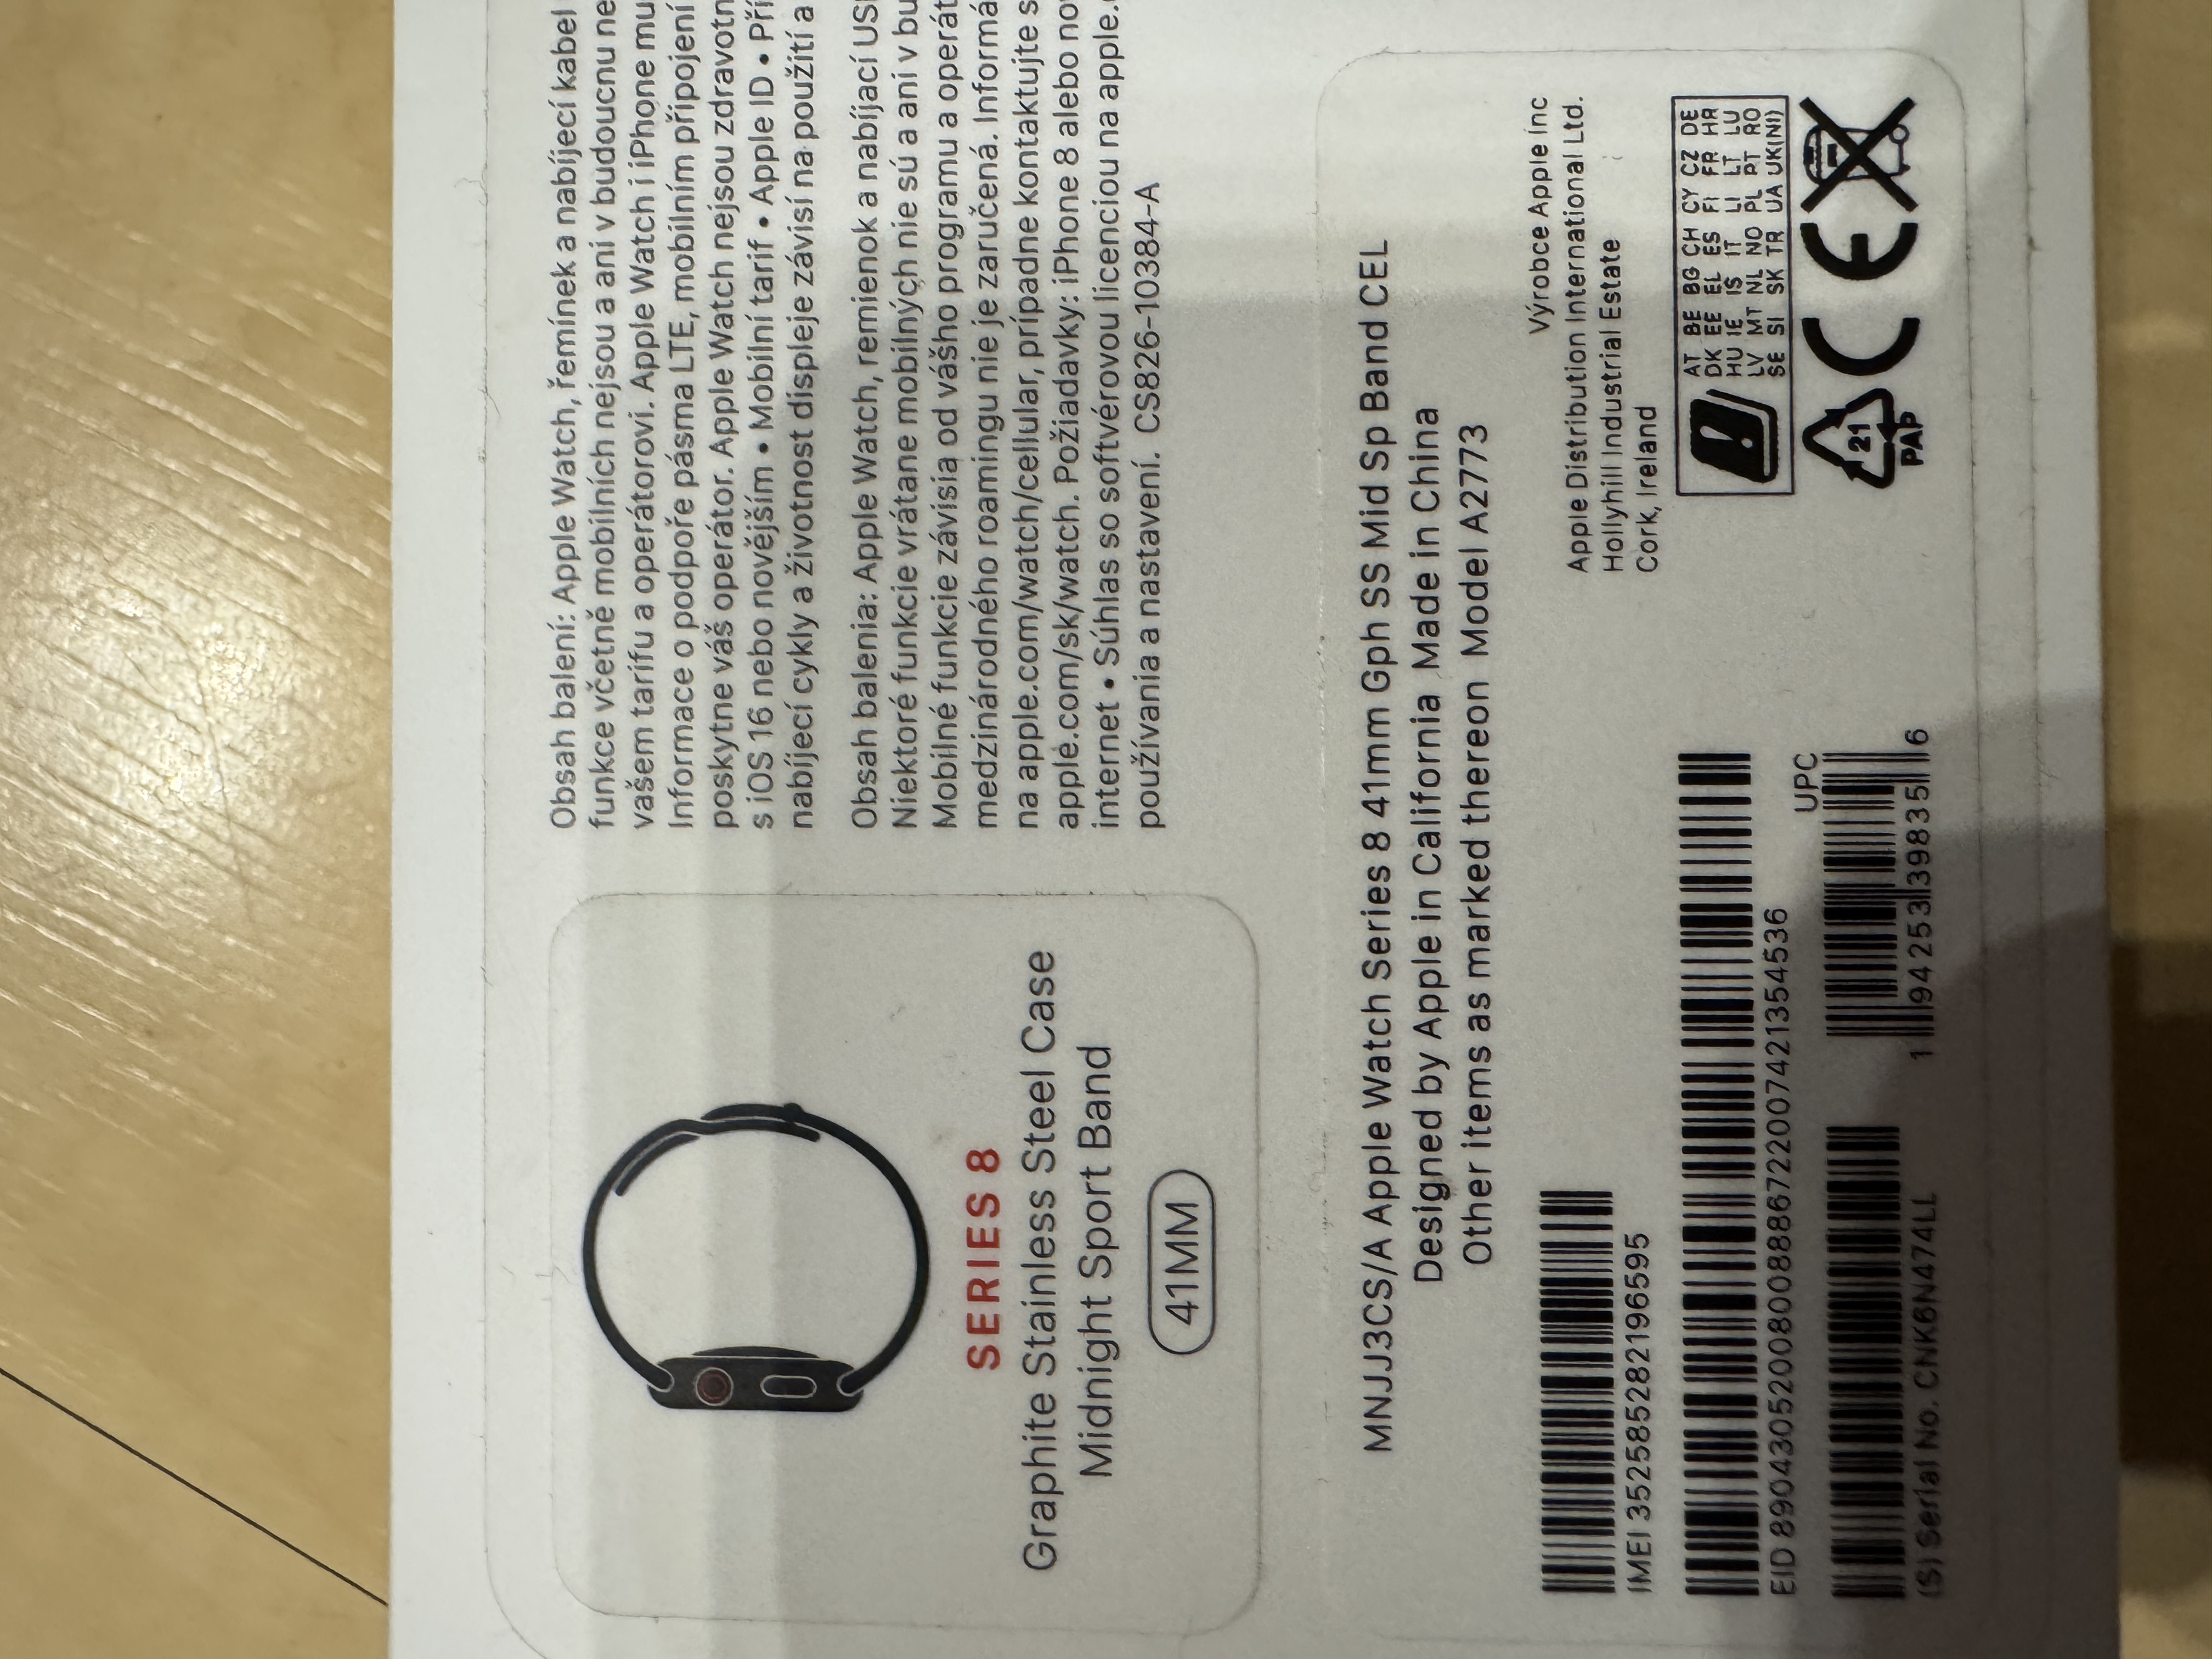 SERIES 8
Graphite Stainless Steel Case
Midnight Sport Band
41MM
Obsah balení: Apple Watch, řemínek a nabíjecí kabel
funkce včetně mobilních nejsou a ani v budoucnu ne
vašem tarifu a operátorovi. Apple Watch i iPhone mu
Informace o podpoře pásma LTE, mobilním připojení
poskytne váš operátor. Apple Watch nejsou zdravotn
s iOS 16 nebo novějším • Mobilní tarif • Apple ID • Pří
nabíjecí cykly a životnost displeje závisí na použití a
Obsah balenia: Apple Watch, remienok a nabíjací US
Niektoré funkcie vrátane mobilných nie sú a ani v bu
Mobilné funkcie závisia od vášho programu a operát
medzinárodného roamingu nie je zaručená. Informá
na apple.com/watch/cellular, prípadne kontaktujte s
apple.com/sk/watch. Požiadavky: iPhone 8 alebo no
internet • Súhlas so softvérovou licenciou na apple.
používania a nastavení. CS826-10384-A
MNJJ3CS/A Apple Watch Series 8 41mm Gph SS Mid Sp Band CEL
Designed by Apple in California Made in China
Other items as marked thereon Model A2773
IMEI 352585282196595
EID 89043052008008886722007421354536
(S) Serial No. CNK6N474LL
UPC
1 94253 39835 6
Výrobce Apple Inc
Apple Distribution International Ltd.
Hollyhill Industrial Estate
Cork, Ireland
AT BE BG CH CY CZ DE
DK EE EL ES FI FR HR
HU IE IS IT LI LT LU
LV MT NL NO PL PT RO
SE SI SK TR UA UK(NI)
21
PAP
CE